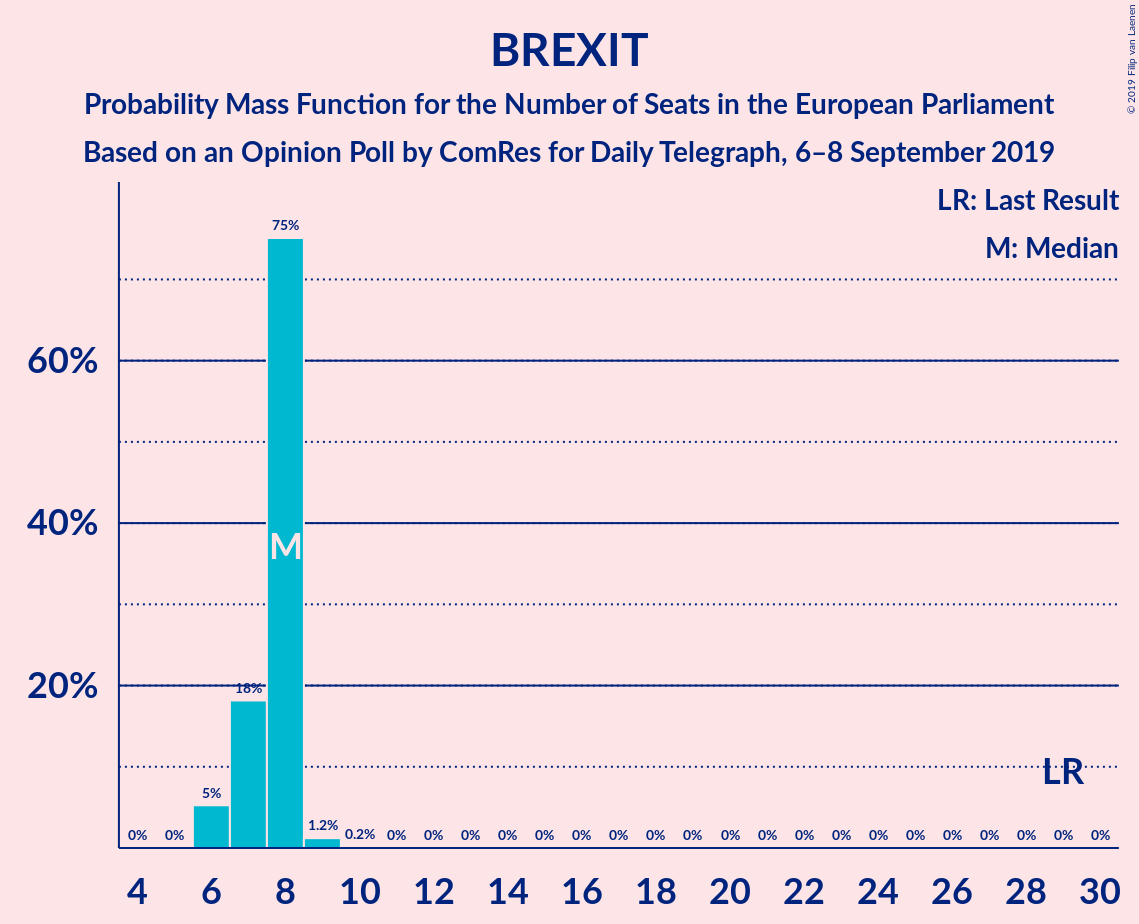 BREXIT
Probability Mass Function for the Number of Seats in the European Parliament
Based on an Opinion Poll by ComRes for Daily Telegraph, 6–8 September 2019
© 2019 Filip van Laenen
LR: Last Result
M: Median
75%
60%
40%
M
20%
18%
LR
5%
1.2%
0% 0% 0.2% 0% 0% 0% 0% 0% 0% 0% 0% 0% 0% 0% 0% 0% 0% 0% 0% 0% 0% 0% 0%
4 6 8 10 12 14 16 18 20 22 24 26 28 30